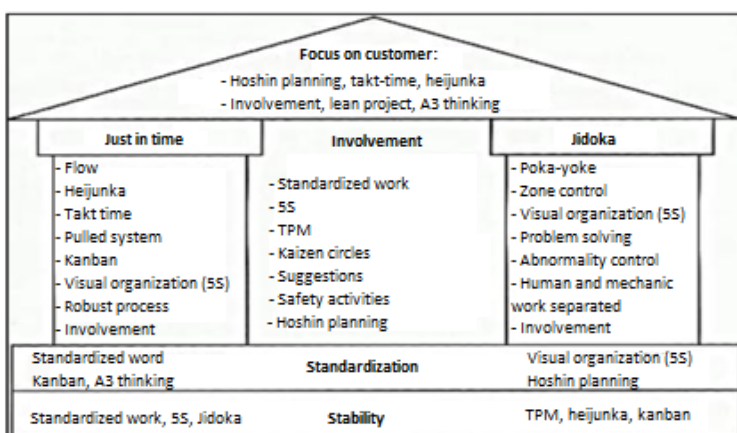 Focus on customer:
- Hoshin planning, takt-time, heijunka
- Involvement, lean project, A3 thinking
Just in time
- Flow
- Heijunka
- Takt time
- Pulled system
- Kanban
- Visual organization (5S)
- Robust process
- Involvement
Involvement
- Standardized work
- 5S
- TPM
- Kaizen circles
- Suggestions
- Safety activities
- Hoshin planning
Jidoka
- Poka-yoke
- Zone control
- Visual organization (5S)
- Problem solving
- Abnormality control
- Human and mechanic
work separated
- Involvement
Standardized word
Kanban, A3 thinking
Standardization
Visual organization (5S)
Hoshin planning
Standardized work, 5S, Jidoka
Stability
TPM, heijunka, kanban